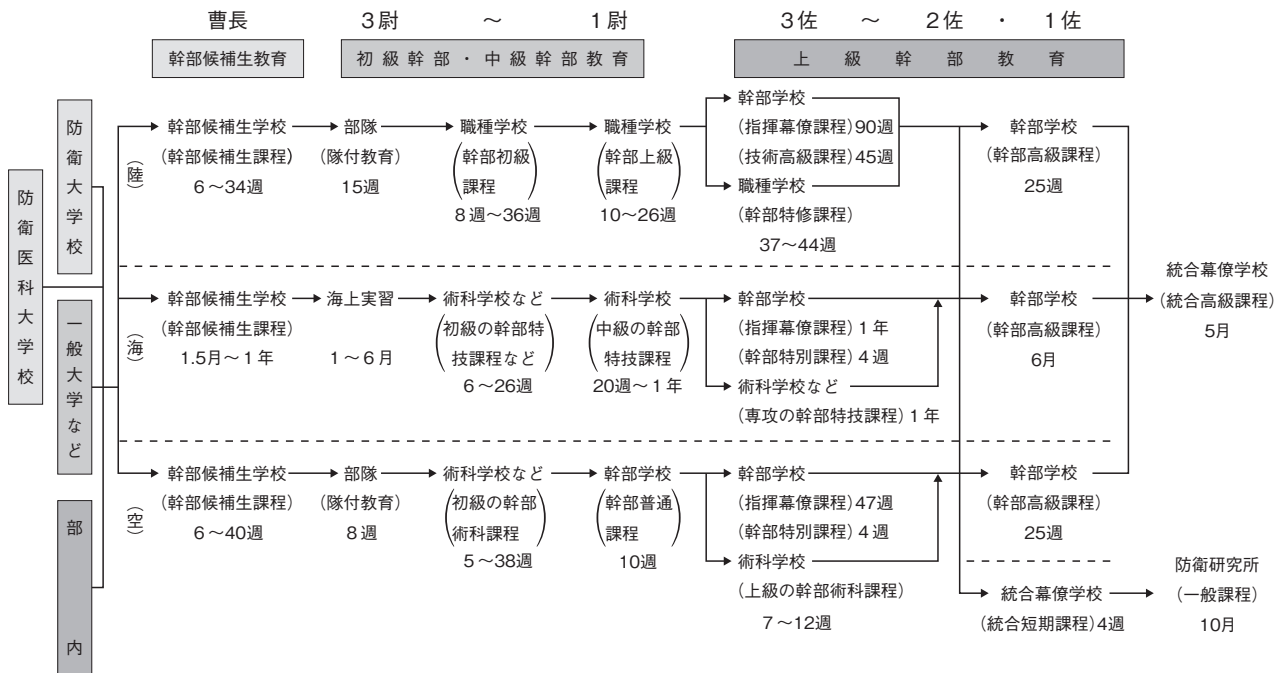 曹長
3尉 ～ 1尉
3佐 ～ 2佐 ・ 1佐
幹部候補生教育
初級幹部・中級幹部教育
上級幹部教育
防衛医科大学校
防衛大学校
一般大学など
部内
(陸)
幹部候補生学校
(幹部候補生課程)
6～34週
部隊
(隊付教育)
15週
職種学校
(幹部初級
課程)
8週～36週
職種学校
(幹部上級
課程)
10～26週
幹部学校
(指揮幕僚課程)90週
(技術高級課程)45週
職種学校
(幹部特修課程)
37～44週
幹部学校
(幹部高級課程)
25週
(海)
幹部候補生学校
(幹部候補生課程)
1.5月～1年
海上実習
1～6月
術科学校など
(初級の幹部特
技課程など)
6～26週
術科学校
(中級の幹部
特技課程)
20週～1年
幹部学校
(指揮幕僚課程)1年
(幹部特別課程)4週
術科学校など
(専攻の幹部特技課程)1年
幹部学校
(幹部高級課程)
6月
統合幕僚学校
(統合高級課程)
5月
(空)
幹部候補生学校
(幹部候補生課程)
6～40週
部隊
(隊付教育)
8週
術科学校など
(初級の幹部
術科課程)
5～38週
幹部学校
(幹部普通
課程)
10週
幹部学校
(指揮幕僚課程)47週
(幹部特別課程)4週
術科学校
(上級の幹部術科課程)
7～12週
幹部学校
(幹部高級課程)
25週
統合幕僚学校
(統合短期課程)4週
防衛研究所
(一般課程)
10月